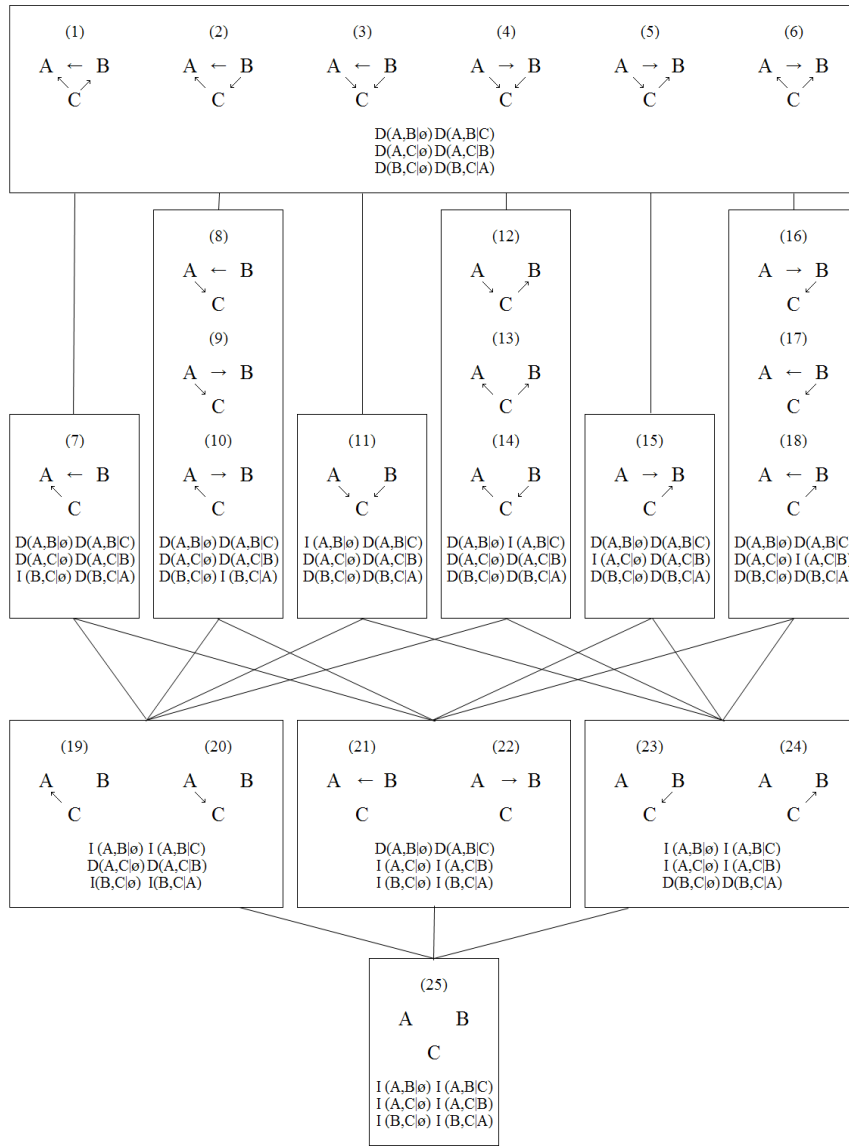 (1)
A ← B
C
(2)
A ← B
C
(3)
A ← B
C
(4)
A → B
C
(5)
A → B
C
(6)
A → B
C
D(A,B|ø) D(A,B|C)
D(A,C|ø) D(A,C|B)
D(B,C|ø) D(B,C|A)
(7)
A ← B
C
D(A,B|ø) D(A,B|C)
D(A,C|ø) D(A,C|B)
I (B,C|ø) D(B,C|A)
(8)
A ← B
C
(9)
A → B
C
(10)
A → B
C
D(A,B|ø) D(A,B|C)
D(A,C|ø) D(A,C|B)
D(B,C|ø) I (B,C|A)
(11)
A B
C
I (A,B|ø) D(A,B|C)
D(A,C|ø) D(A,C|B)
D(B,C|ø) D(B,C|A)
(12)
A B
C
(13)
A B
C
(14)
A B
C
D(A,B|ø) I (A,B|C)
D(A,C|ø) D(A,C|B)
D(B,C|ø) D(B,C|A)
(15)
A → B
C
D(A,B|ø) D(A,B|C)
I (A,C|ø) D(A,C|B)
D(B,C|ø) D(B,C|A)
(16)
A → B
C
(17)
A ← B
C
(18)
A ← B
C
D(A,B|ø) D(A,B|C)
D(A,C|ø) I (A,C|B)
D(B,C|ø) D(B,C|A)
(19)
A B
C
(20)
A B
C
I (A,B|ø) I (A,B|C)
D(A,C|ø) D(A,C|B)
I(B,C|ø) I(B,C|A)
(21)
A ← B
C
(22)
A → B
C
D(A,B|ø) D(A,B|C)
I (A,C|ø) I (A,C|B)
I (B,C|ø) I (B,C|A)
(23)
A B
C
(24)
A B
C
I (A,B|ø) I (A,B|C)
I (A,C|ø) I (A,C|B)
D(B,C|ø) D(B,C|A)
(25)
A B
C
I (A,B|ø) I (A,B|C)
I (A,C|ø) I (A,C|B)
I (B,C|ø) I (B,C|A)